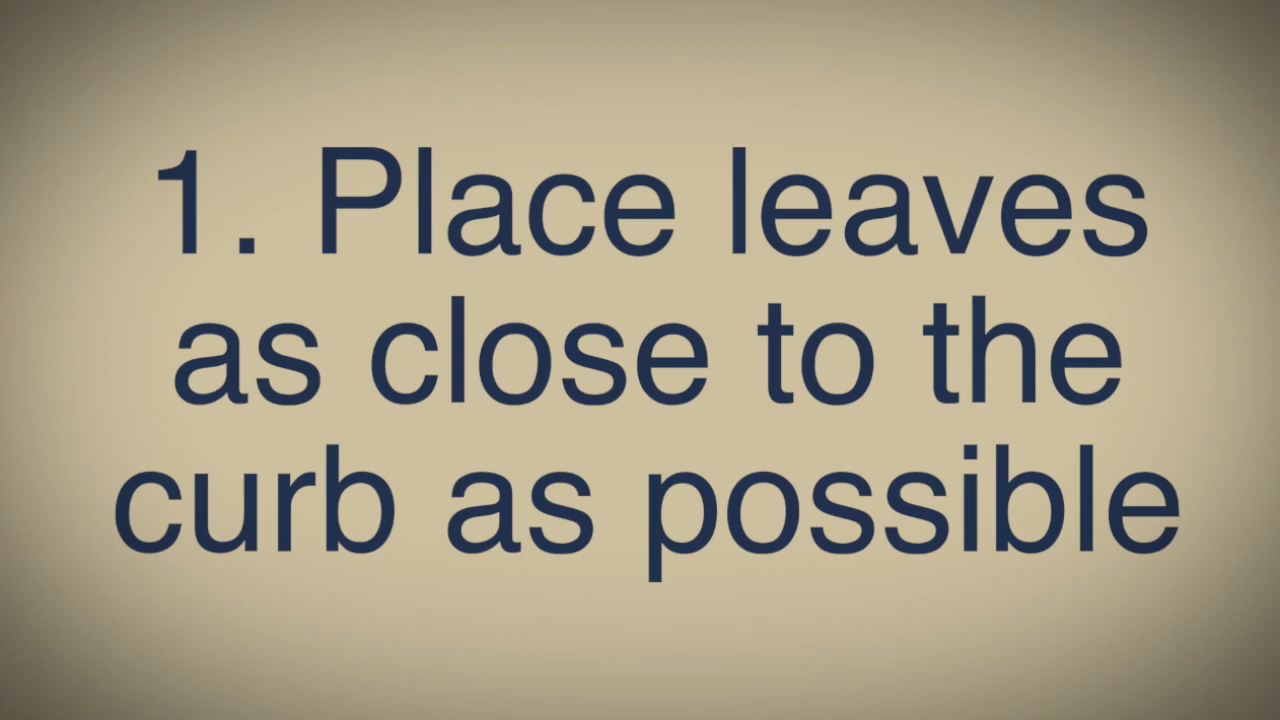 1. Place leaves
as close to the
curb as possible